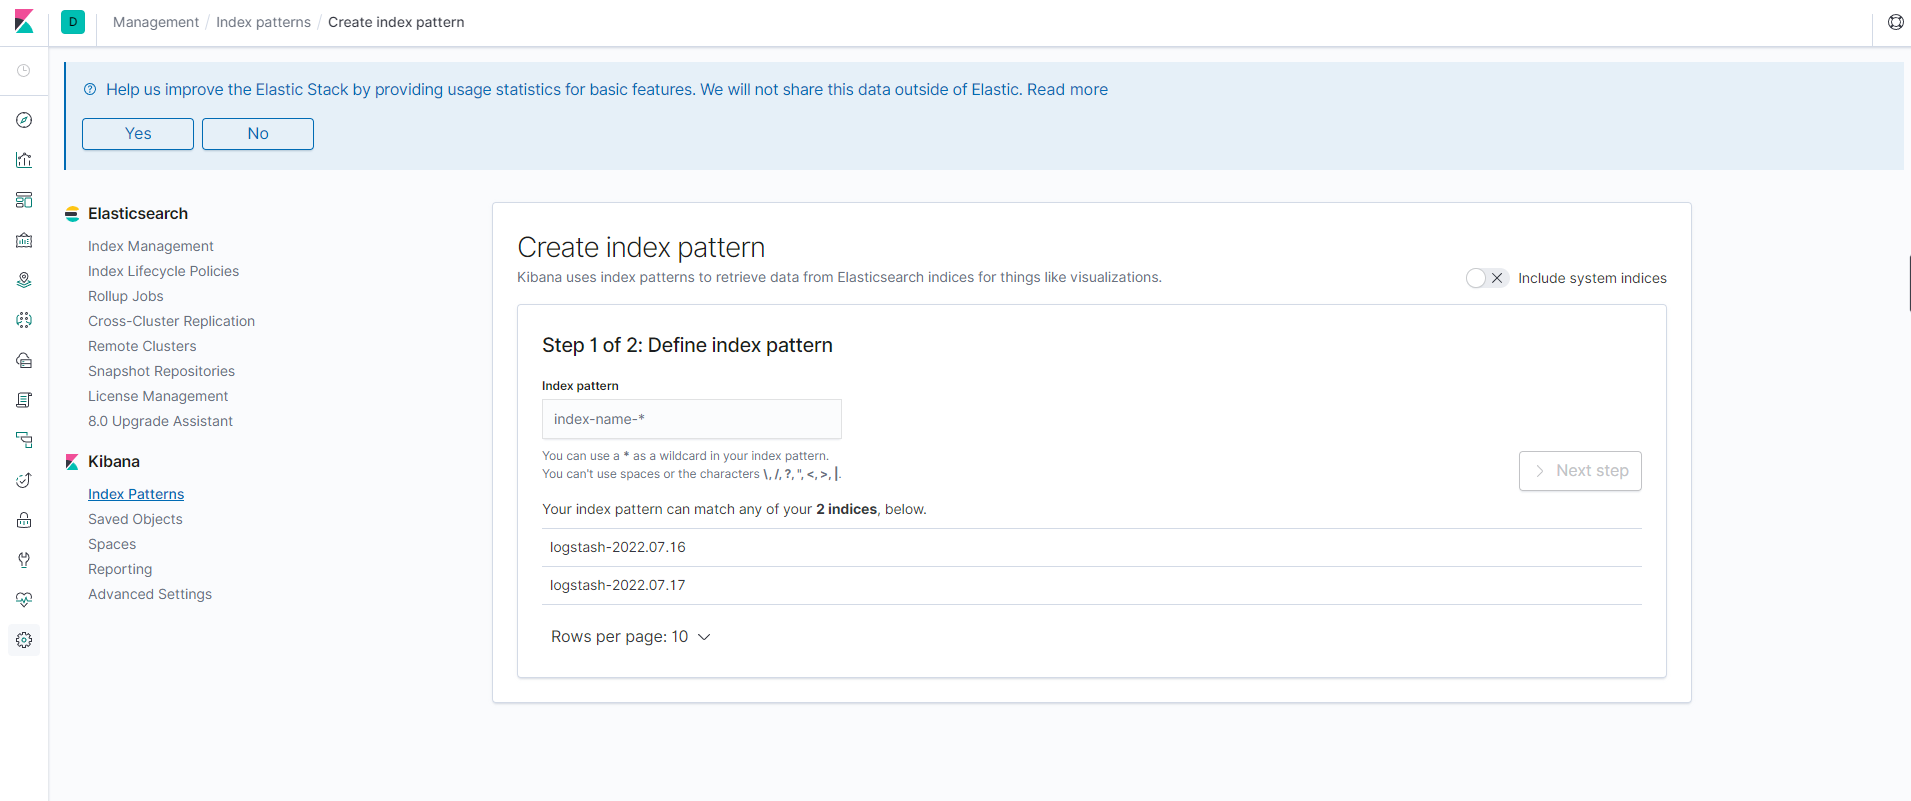 D Management / Index patterns / Create index pattern
Help us improve the Elastic Stack by providing usage statistics for basic features. We will not share this data outside of Elastic. Read more
Yes No
Elasticsearch
Index Management
Index Lifecycle Policies
Rollup Jobs
Cross-Cluster Replication
Remote Clusters
Snapshot Repositories
License Management
8.0 Upgrade Assistant
Kibana
Index Patterns
Saved Objects
Spaces
Reporting
Advanced Settings
Create index pattern
Kibana uses index patterns to retrieve data from Elasticsearch indices for things like visualizations.
Include system indices
Step 1 of 2: Define index pattern
Index pattern
index-name-*
You can use a * as a wildcard in your index pattern.
You can't use spaces or the characters \, /, ?, ", <, >, |.
Next step
Your index pattern can match any of your 2 indices, below.
logstash-2022.07.16
logstash-2022.07.17
Rows per page: 10